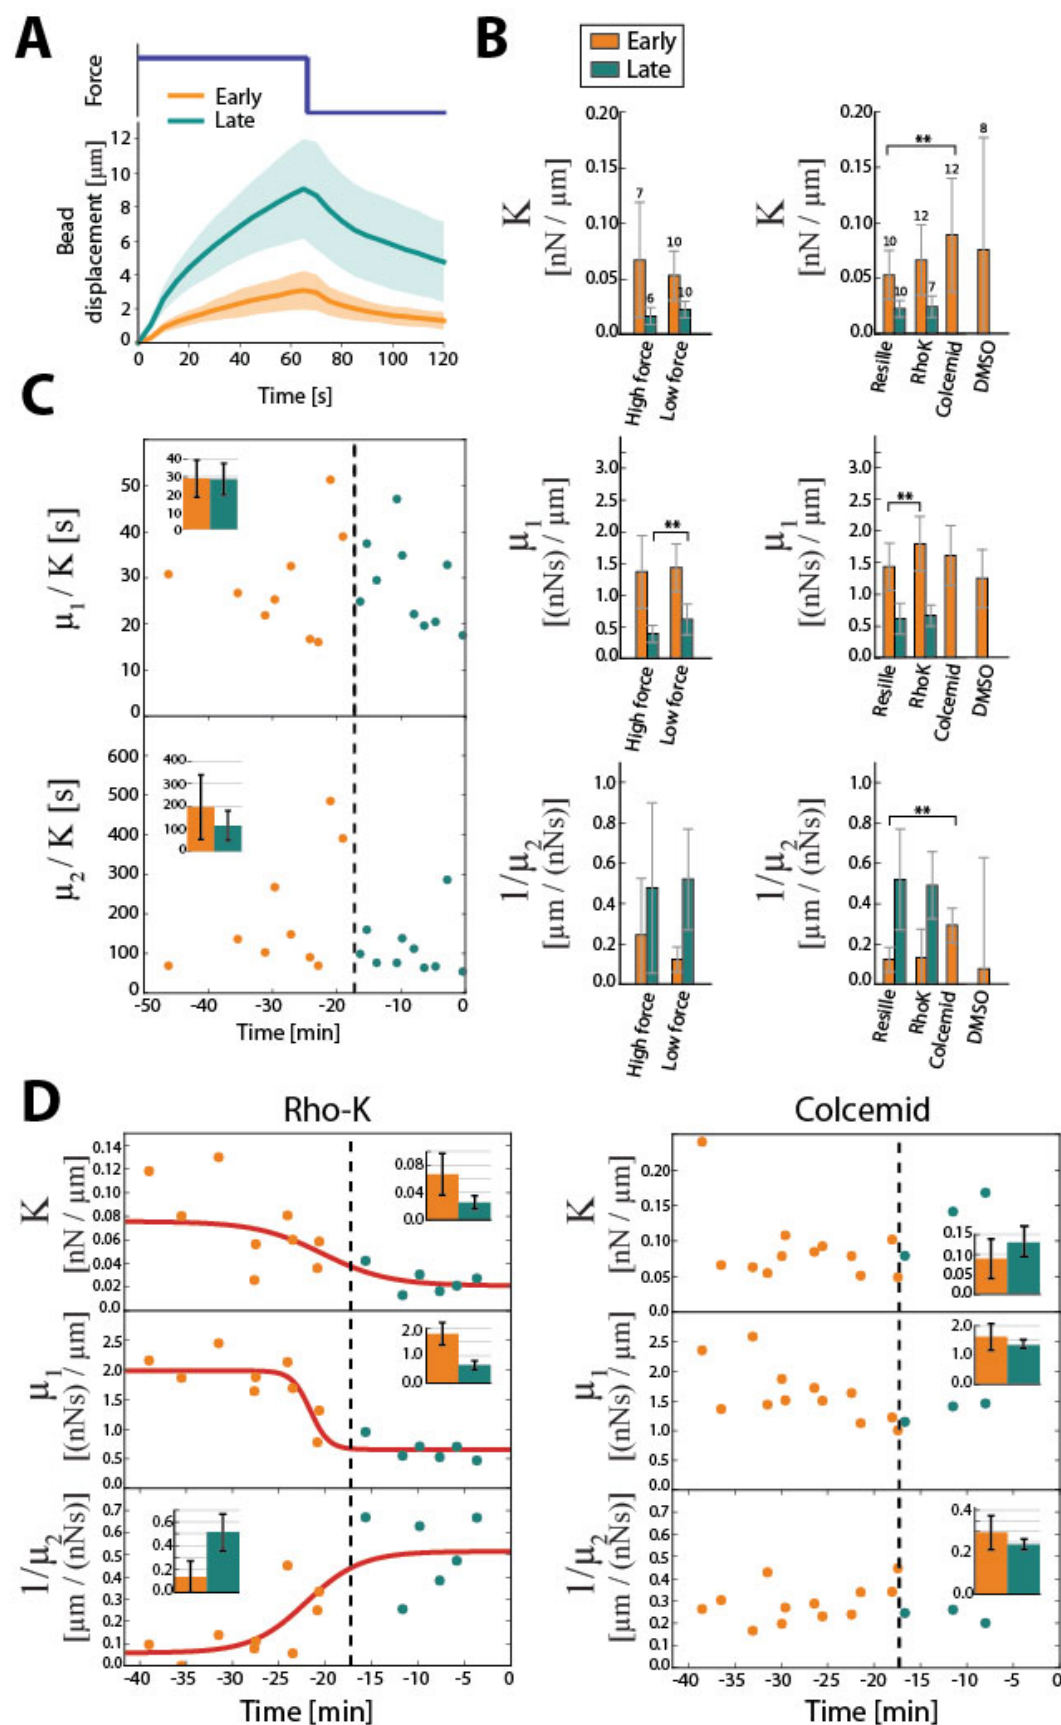 A
Force
Early
Late
12
10
8
6
4
2
0
Bead
displacement [μm]
0 20 40 60 80 100 120
Time [s]
B
Early
Late
K
[nN / μm]
0.20
0.15
0.10
0.05
0.0
7
6
10
10
High force
Low force
K
[nN / μm]
0.20
0.15
0.10
0.05
0.0
**
10
10
12
7
12
8
Resille
RhoK
Colcemid
DMSO
μ1
[(nNs) / μm]
3.0
2.5
2.0
1.5
1.0
0.5
0.0
**
High force
Low force
μ1
[(nNs) / μm]
3.0
2.5
2.0
1.5
1.0
0.5
0.0
**
Resille
RhoK
Colcemid
DMSO
1/μ2
[μm / (nNs)]
1.0
0.8
0.6
0.4
0.2
0.0
High force
Low force
1/μ2
[μm / (nNs)]
1.0
0.8
0.6
0.4
0.2
0.0
**
Resille
RhoK
Colcemid
DMSO
C
μ1 / K [s]
50
40
30
20
10
0
40
30
20
10
0
μ2 / K [s]
600
500
400
300
200
100
0
400
300
200
100
0
-50 -40 -30 -20 -10 0
Time [min]
D
Rho-K
K
[nN / μm]
0.14
0.12
0.10
0.08
0.06
0.04
0.02
0.0
0.08
0.04
0.0
μ1
[(nNs) / μm]
2.5
2.0
1.5
1.0
0.5
0.0
2.0
1.0
0.0
1/μ2
[μm / (nNs)]
0.7
0.6
0.5
0.4
0.3
0.2
0.1
0.0
0.6
0.4
0.2
0.0
-40 -35 -30 -25 -20 -15 -10 -5 0
Time [min]
Colcemid
K
[nN / μm]
0.20
0.15
0.10
0.05
0.0
0.15
0.10
0.05
0.0
μ1
[(nNs) / μm]
2.5
2.0
1.5
1.0
0.5
0.0
2.0
1.0
0.0
1/μ2
[μm / (nNs)]
0.7
0.6
0.5
0.4
0.3
0.2
0.1
0.0
0.4
0.2
0.0
-40 -35 -30 -25 -20 -15 -10 -5 0
Time [min]